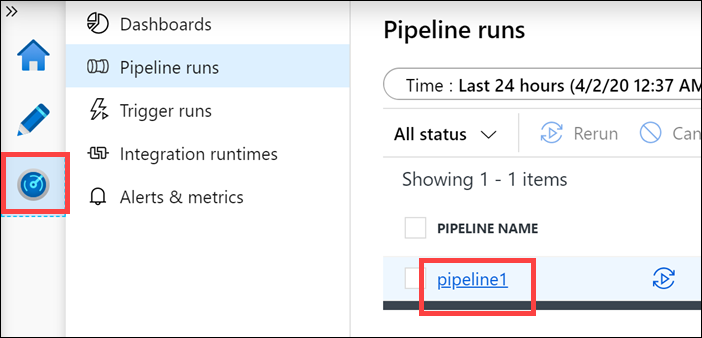 »
Dashboards
Pipeline runs
Trigger runs
Integration runtimes
Alerts & metrics
Pipeline runs
Time : Last 24 hours (4/2/20 12:37 AM
All status
Rerun
Can
Showing 1 - 1 items
PIPELINE NAME
pipeline1